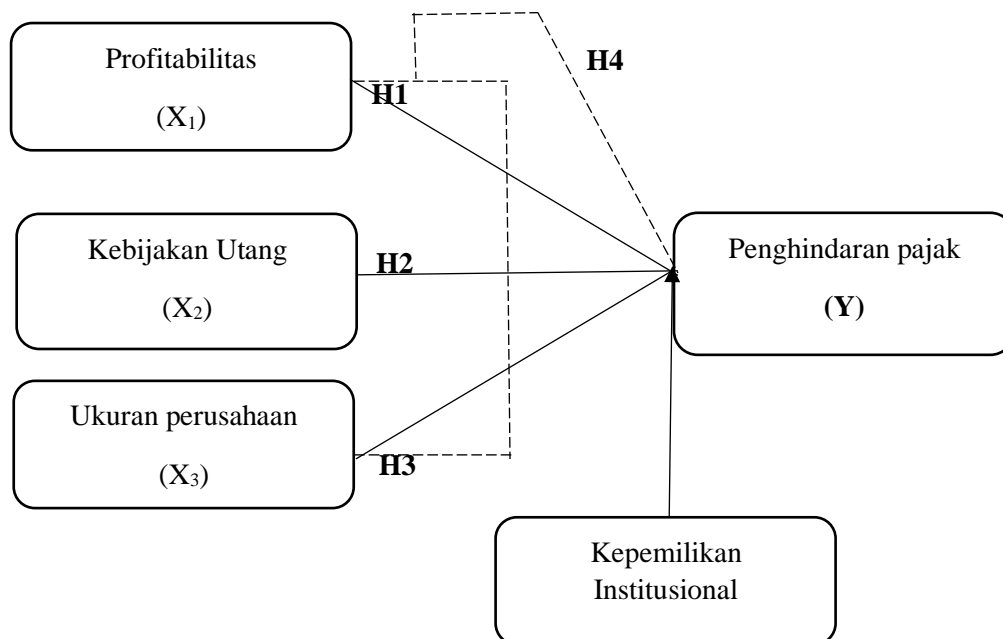 Profitabilitas
(X₁)
H1
H4
Kebijakan Utang
(X₂)
H2
Penghindaran pajak
(Y)
Ukuran perusahaan
(X₃)
H3
Kepemilikan
Institusional